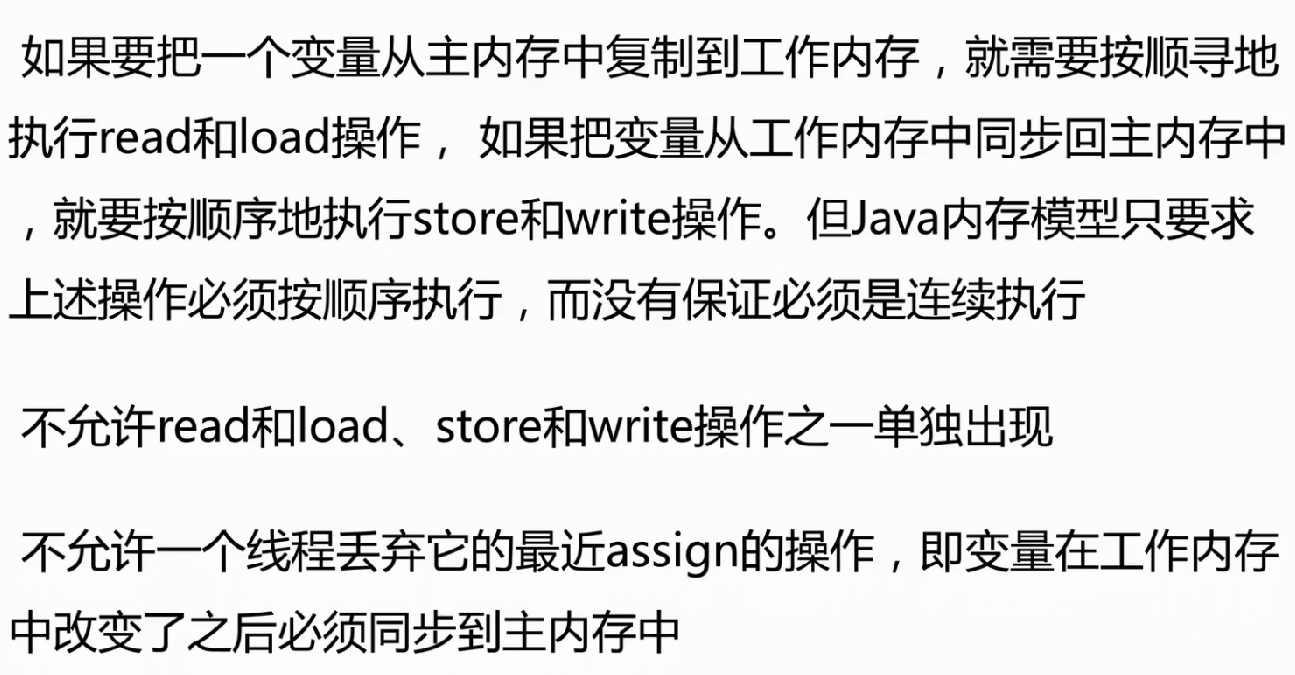 如果要把一个变量从主内存中复制到工作内存，就需要按顺寻地
执行read和load操作， 如果把变量从工作内存中同步回主内存中
，就要按顺序地执行store和write操作。但Java内存模型只要求
上述操作必须按顺序执行，而没有保证必须是连续执行
不允许read和load、store和write操作之一单独出现
不允许一个线程丢弃它的最近assign的操作，即变量在工作内存
中改变了之后必须同步到主内存中